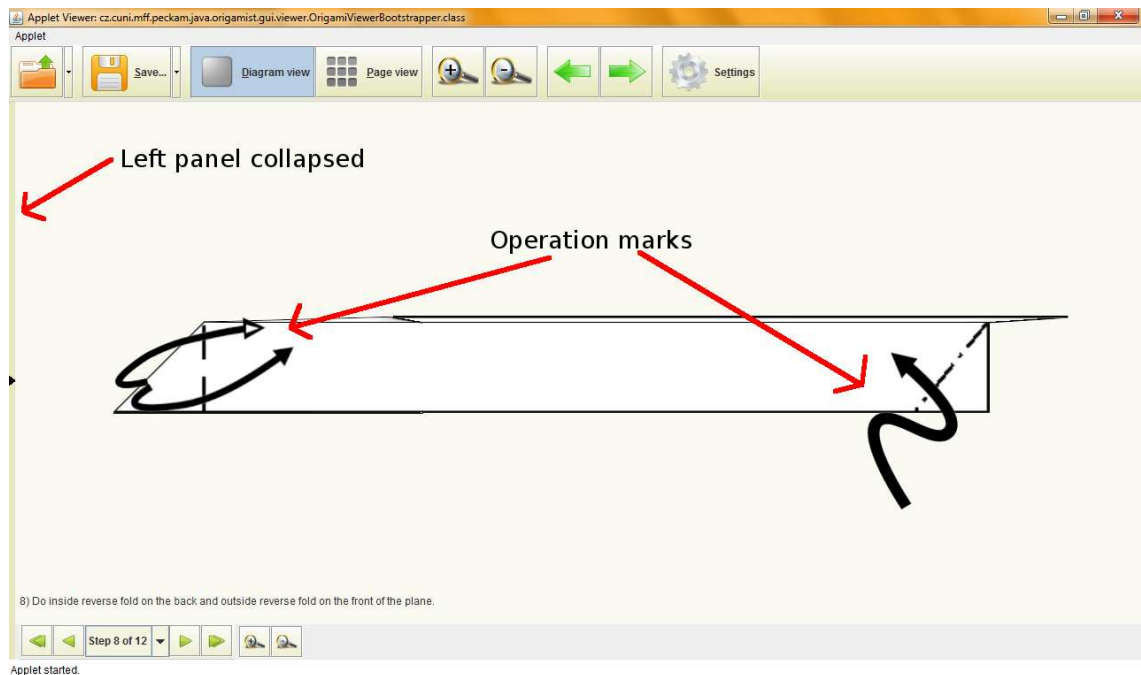 Applet Viewer: cz.cuni.mff.peckam.java.origamist.gui.viewer.OrigamiViewerBootstrapper.class
Applet
Save... Diagram view Page view Settings
Left panel collapsed
Operation marks
8) Do inside reverse fold on the back and outside reverse fold on the front of the plane.
Step 8 of 12
Applet started.